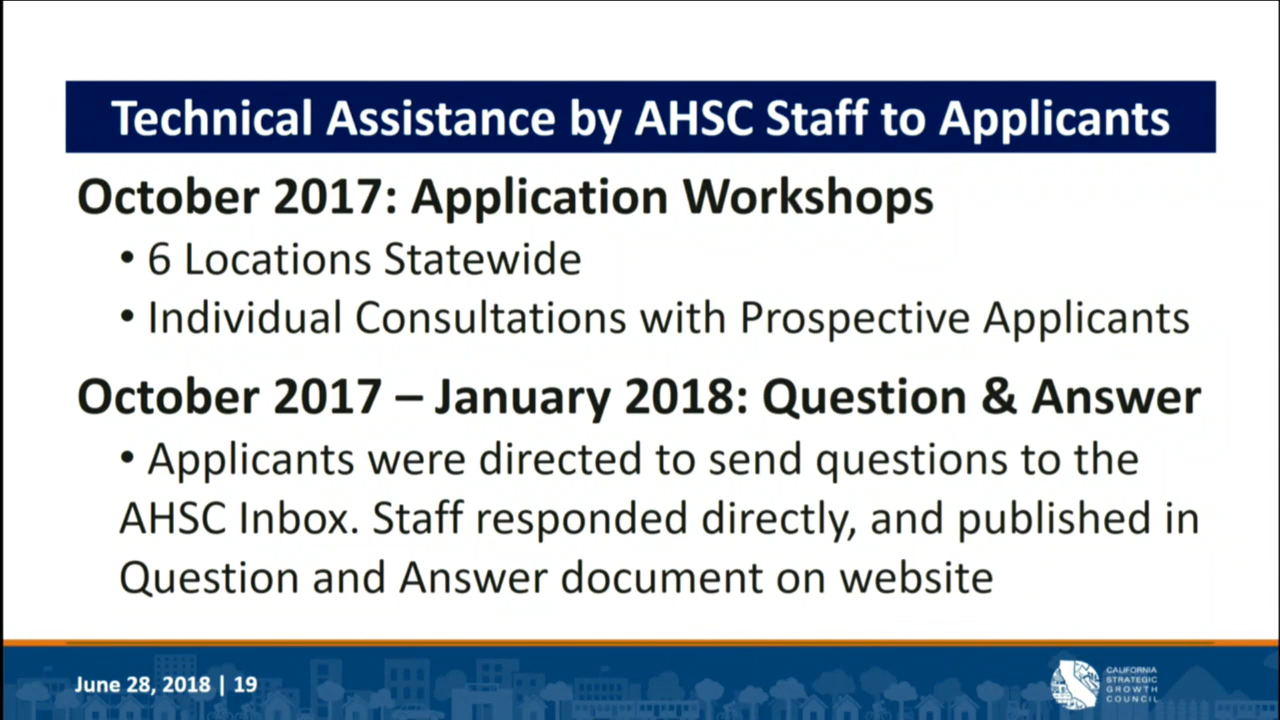 Technical Assistance by AHSC Staff to Applicants
October 2017: Application Workshops
• 6 Locations Statewide
• Individual Consultations with Prospective Applicants
October 2017 – January 2018: Question & Answer
• Applicants were directed to send questions to the
AHSC Inbox. Staff responded directly, and published in
Question and Answer document on website
June 28, 2018 | 19
CALIFORNIA
STRATEGIC
GROWTH
COUNCIL